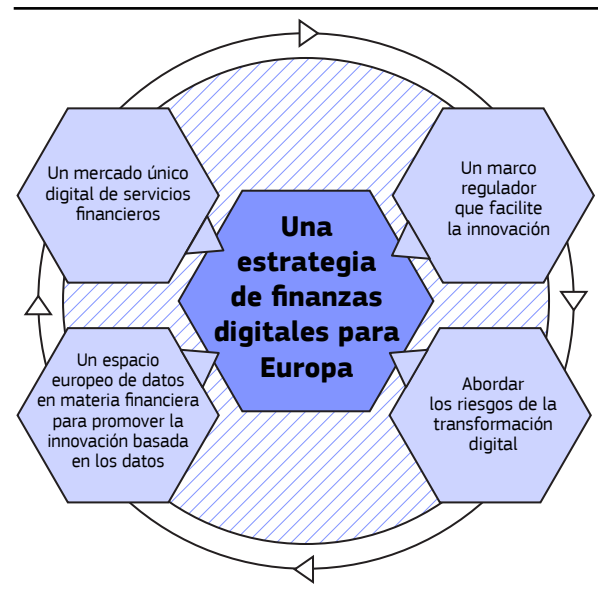 Un mercado único
digital de servicios
financieros
Un marco
regulador
que facilite
la innovación
Una
estrategia
de finanzas
digitales para
Europa
Un espacio
europeo de datos
en materia financiera
para promover la
innovación basada
en los datos
Abordar
los riesgos de la
transformación
digital